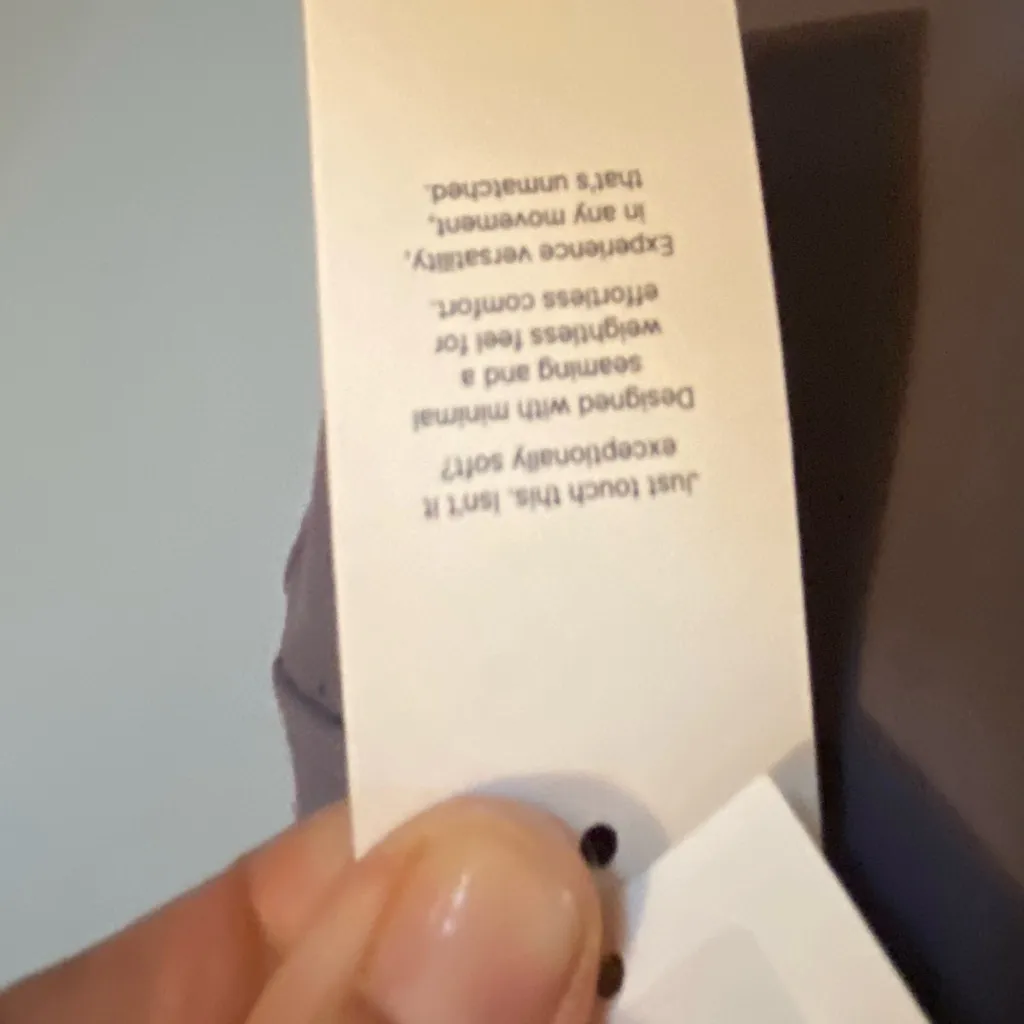 Just touch this. Isn't it
exceptionally soft?
Designed with minimal
seaming and a
weightless feel for
effortless comfort.
Experience versatility,
in any movement,
that's unmatched.